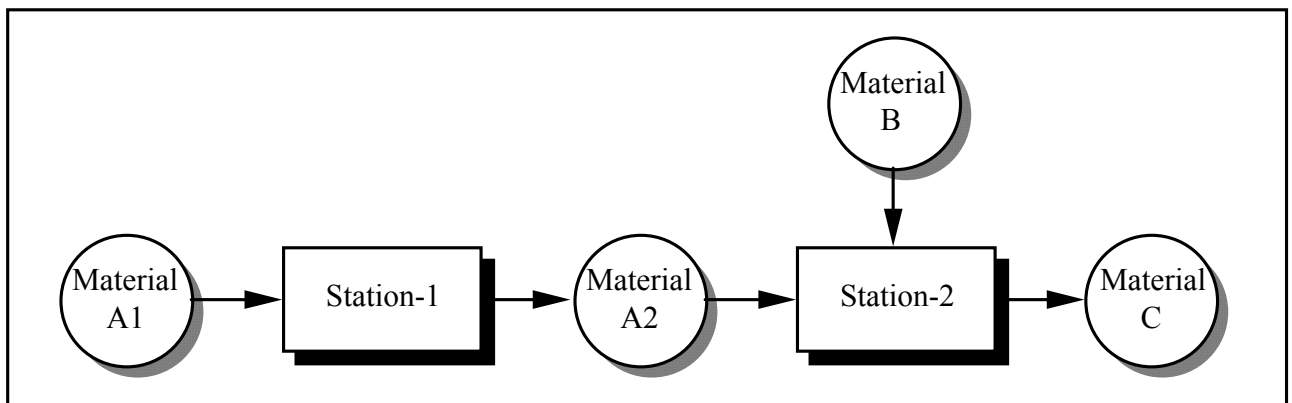 Material
B
Material
A1
Station-1
Material
A2
Station-2
Material
C